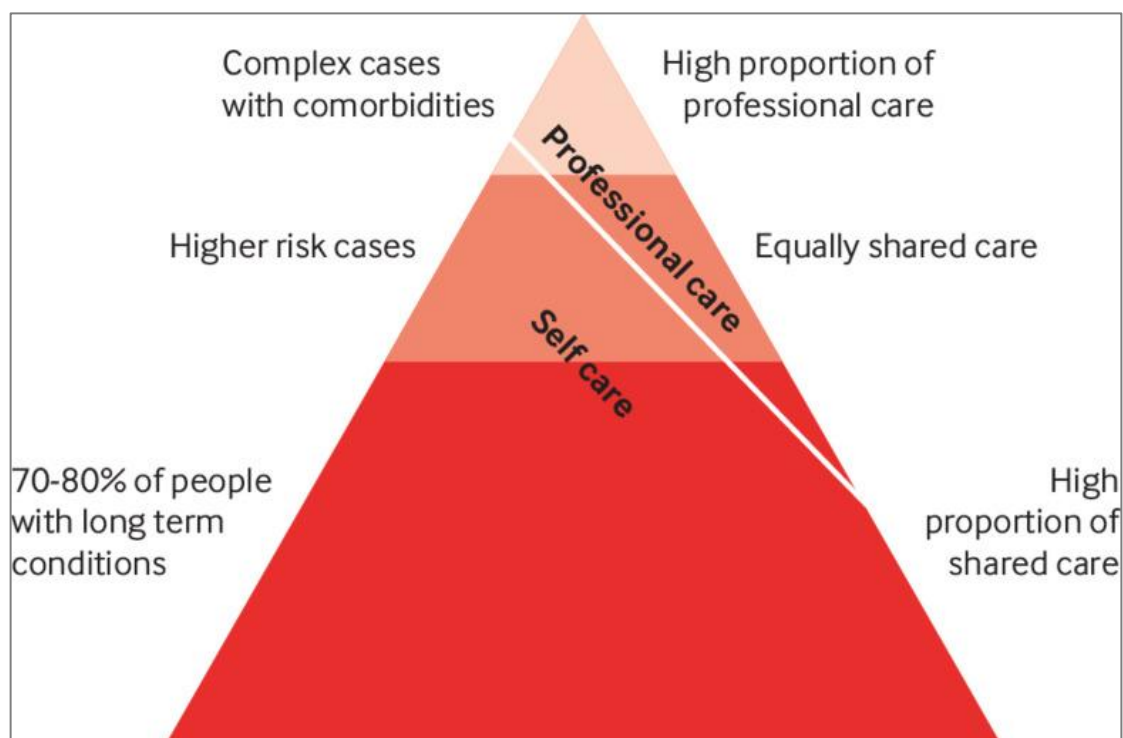 Complex cases
with comorbidities
High proportion of
professional care
Professional care
Higher risk cases
Equally shared care
Self care
70-80% of people
with long term
conditions
High
proportion of
shared care